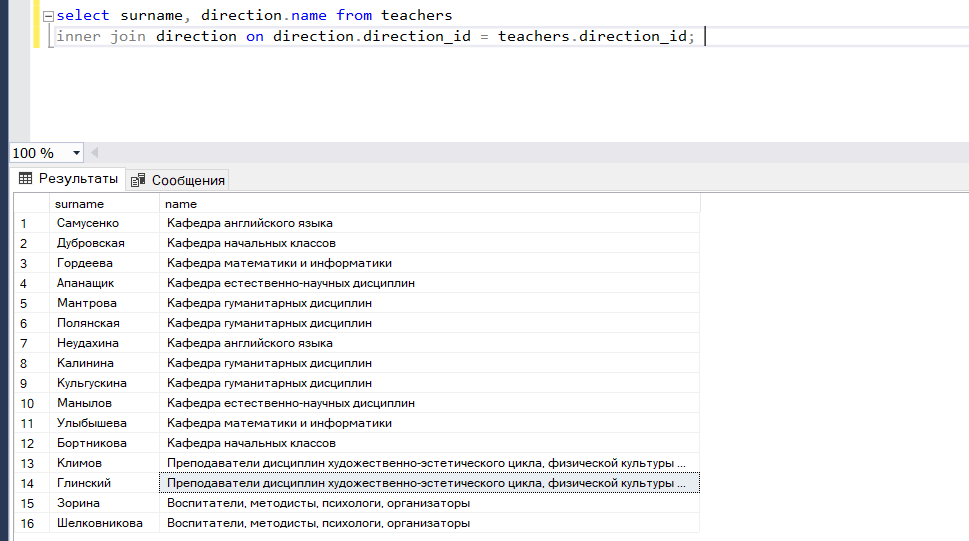 select surname, direction.name from teachers
inner join direction on direction.direction_id = teachers.direction_id;
100 %
Результаты Сообщения
surname name
1 Самусенко Кафедра английского языка
2 Дубровская Кафедра начальных классов
3 Гордеева Кафедра математики и информатики
4 Апанащик Кафедра естественно-научных дисциплин
5 Мантрова Кафедра гуманитарных дисциплин
6 Полянская Кафедра гуманитарных дисциплин
7 Неудахина Кафедра английского языка
8 Калинина Кафедра гуманитарных дисциплин
9 Кульгускина Кафедра гуманитарных дисциплин
10 Манылов Кафедра естественно-научных дисциплин
11 Улыбышева Кафедра математики и информатики
12 Бортникова Кафедра начальных классов
13 Климов Преподаватели дисциплин художественно-эстетического цикла, физической культуры ...
14 Глинский Преподаватели дисциплин художественно-эстетического цикла, физической культуры ...
15 Зорина Воспитатели, методисты, психологи, организаторы
16 Шелковникова Воспитатели, методисты, психологи, организаторы